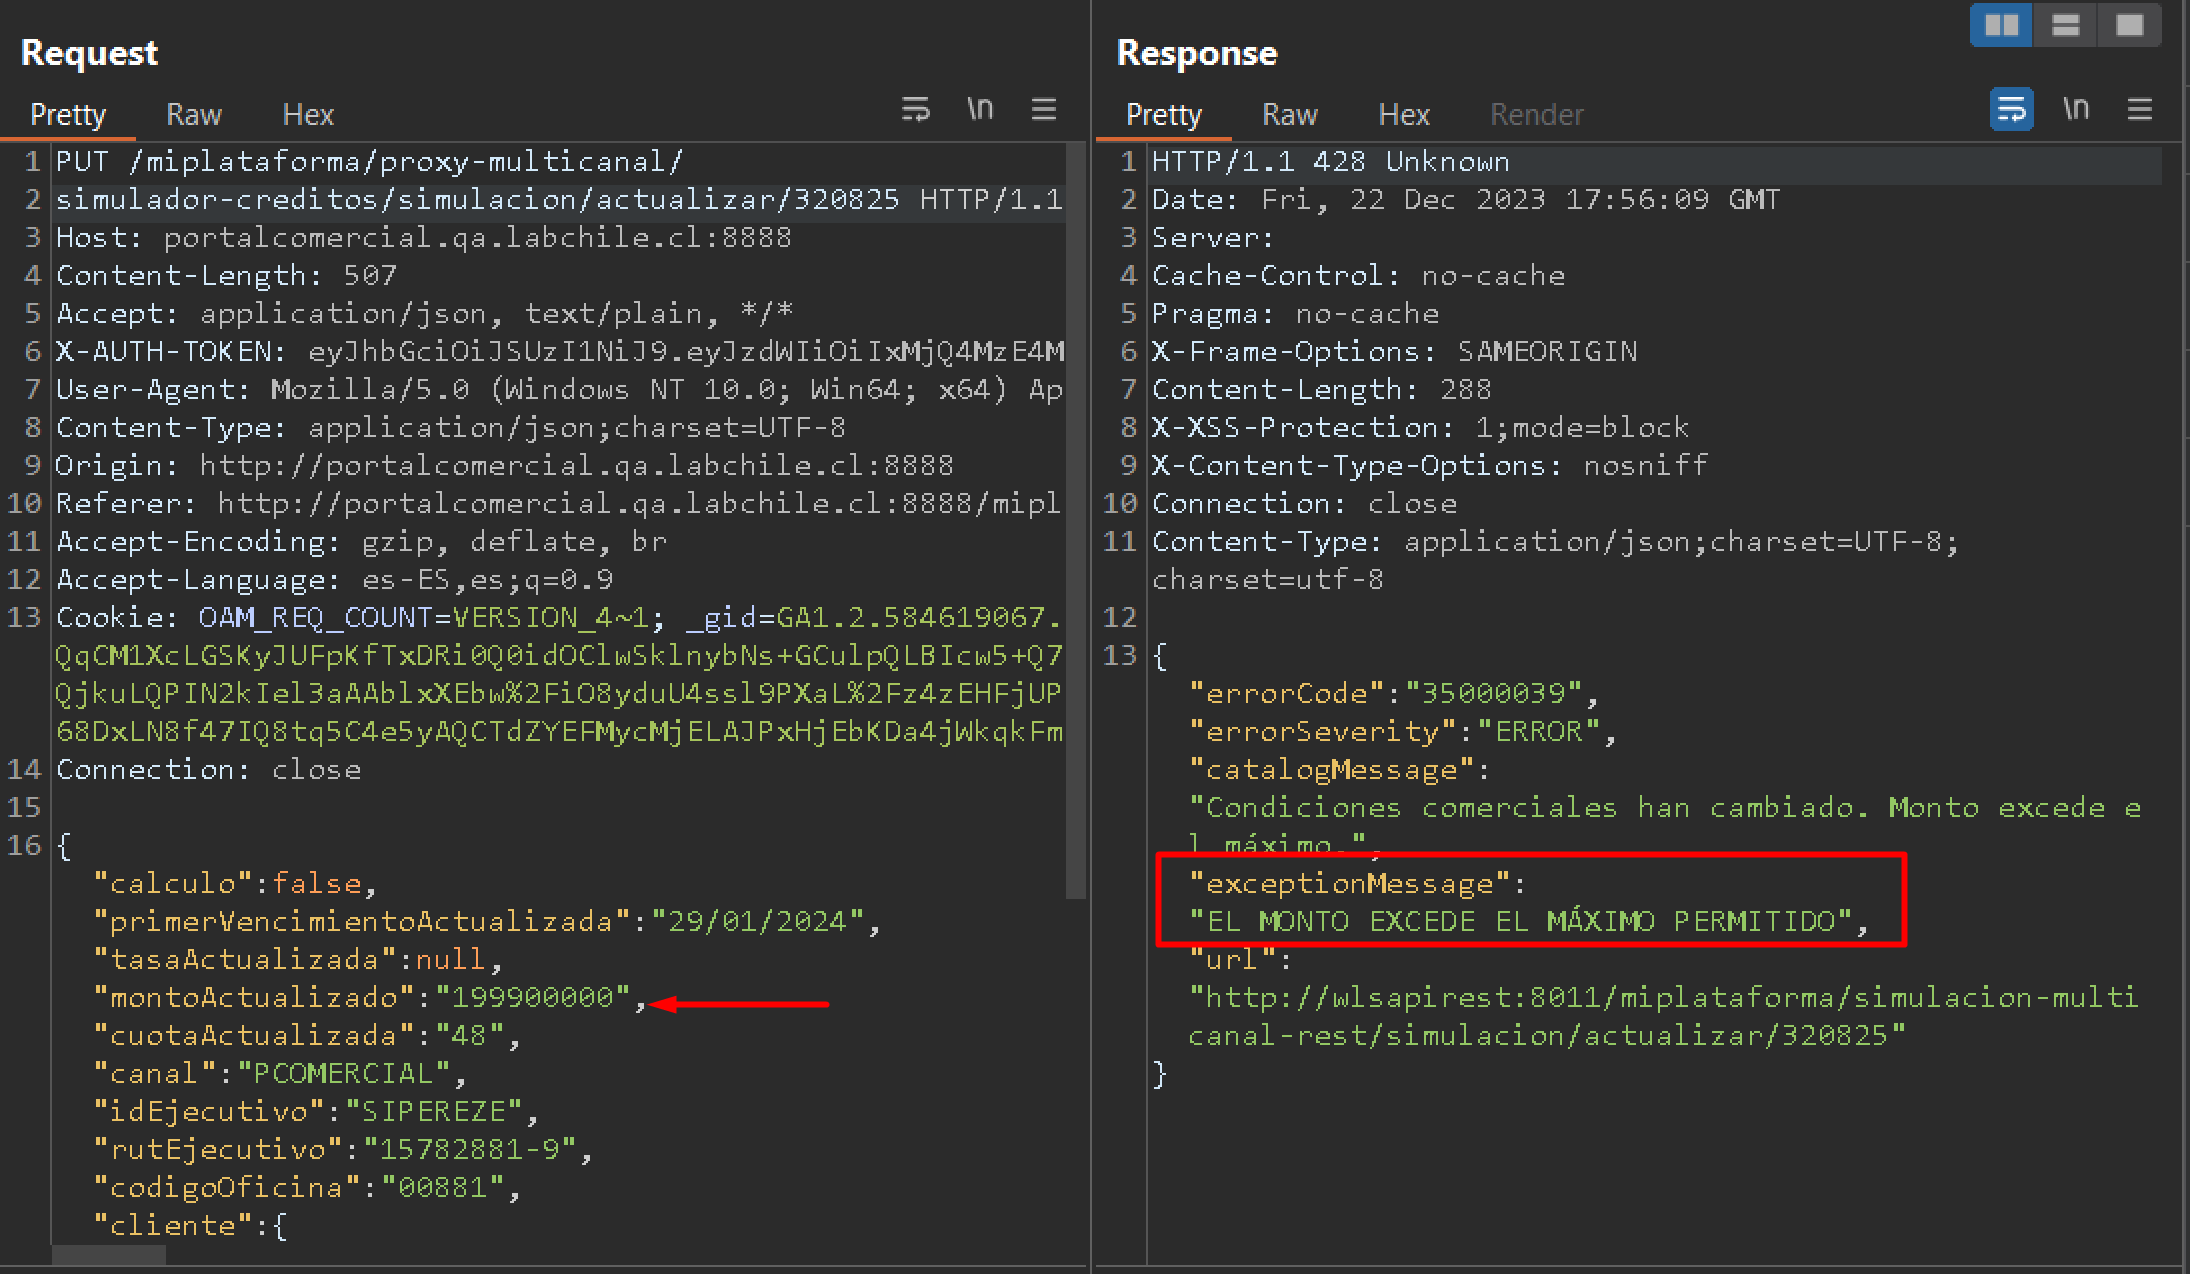 Request
Pretty Raw Hex \n
1 PUT /miplataforma/proxy-multicanal/
2 simulador-creditos/simulacion/actualizar/320825 HTTP/1.1
3 Host: portalcomercial.qa.labchile.cl:8888
4 Content-Length: 507
5 Accept: application/json, text/plain, */*
6 X-AUTH-TOKEN: eyJhbGciOiJSUzI1NiJ9.eyJzdWIiOiIxMjQ4MzE4M
7 User-Agent: Mozilla/5.0 (Windows NT 10.0; Win64; x64) Ap
8 Content-Type: application/json;charset=UTF-8
9 Origin: http://portalcomercial.qa.labchile.cl:8888
10 Referer: http://portalcomercial.qa.labchile.cl:8888/mipl
11 Accept-Encoding: gzip, deflate, br
12 Accept-Language: es-ES,es;q=0.9
13 Cookie: OAM_REQ_COUNT=VERSION_4~1; _gid=GA1.2.584619067.
QqCM1XcLGSKyJUFpKfTxDRi0Q0idOClwSklnybNs+GCulpQLBIcw5+Q7
QjkuLQPIN2kIel3aAAblxXEbw%2FiO8yduU4ssl9PXaL%2Fz4zEHFjUP
68DxLN8f47IQ8tq5C4e5yAQCTdZYEFMycMjELAJPxHjEbKDa4jWkqkFm
14 Connection: close
15
16 {
"calculo":false,
"primerVencimientoActualizada":"29/01/2024",
"tasaActualizada":null,
"montoActualizado":"199900000",
"cuotaActualizada":"48",
"canal":"PCOMERCIAL",
"idEjecutivo":"SIPEREZE",
"rutEjecutivo":"15782881-9",
"codigoOficina":"00881",
"cliente":{
Response
Pretty Raw Hex Render \n
1 HTTP/1.1 428 Unknown
2 Date: Fri, 22 Dec 2023 17:56:09 GMT
3 Server:
4 Cache-Control: no-cache
5 Pragma: no-cache
6 X-Frame-Options: SAMEORIGIN
7 Content-Length: 288
8 X-XSS-Protection: 1;mode=block
9 X-Content-Type-Options: nosniff
10 Connection: close
11 Content-Type: application/json;charset=UTF-8;
charset=utf-8
12
13 {
"errorCode":"35000039",
"errorSeverity":"ERROR",
"catalogMessage":
"Condiciones comerciales han cambiado. Monto excede e
l máximo.",
"exceptionMessage":
"EL MONTO EXCEDE EL MÁXIMO PERMITIDO",
"url":
"http://wlsapirest:8011/miplataforma/simulacion-multi
canal-rest/simulacion/actualizar/320825"
}